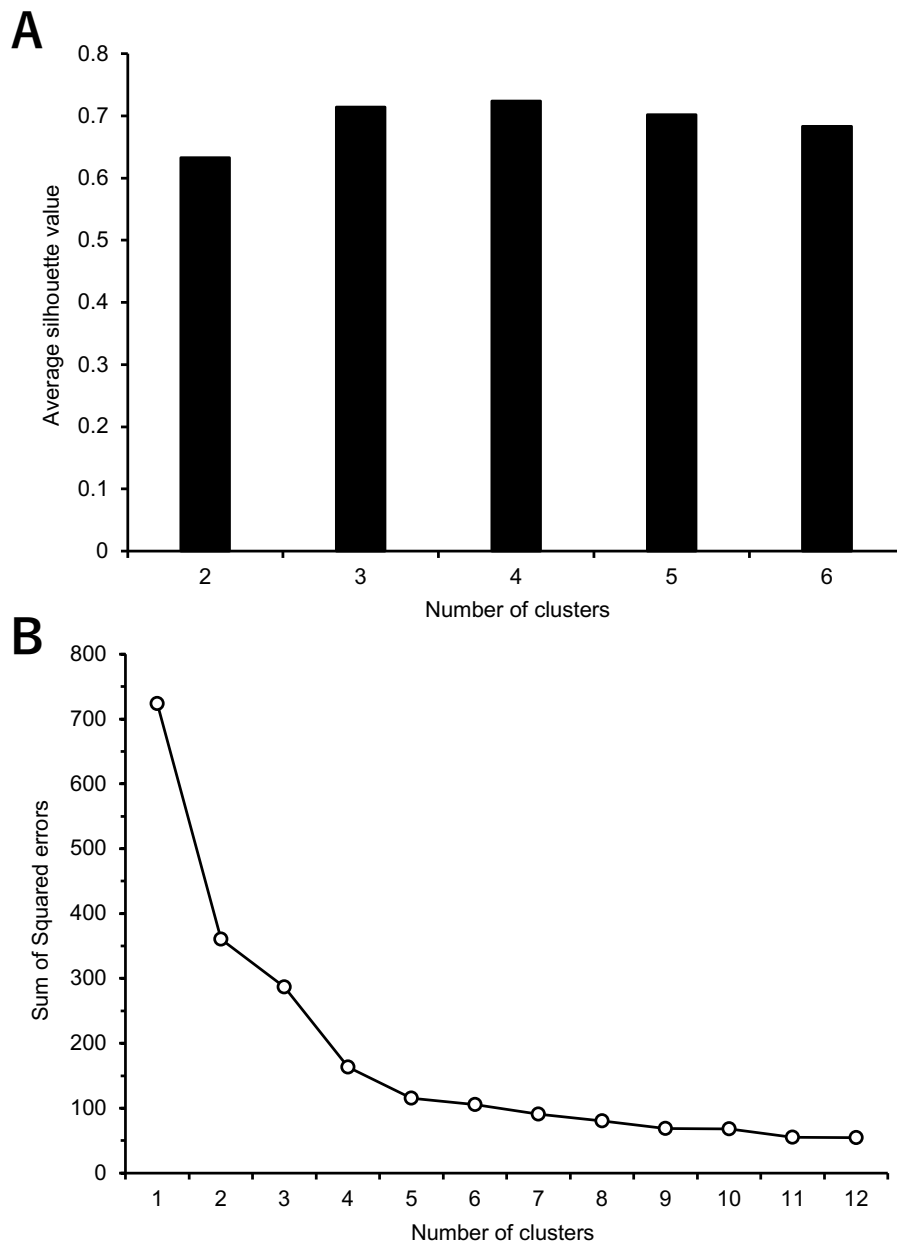 A
0.8
0.7
0.6
0.5
0.4
0.3
0.2
0.1
0
Average silhouette value
2 3 4 5 6
Number of clusters
B
800
700
600
500
400
300
200
100
0
Sum of Squared errors
1 2 3 4 5 6 7 8 9 10 11 12
Number of clusters